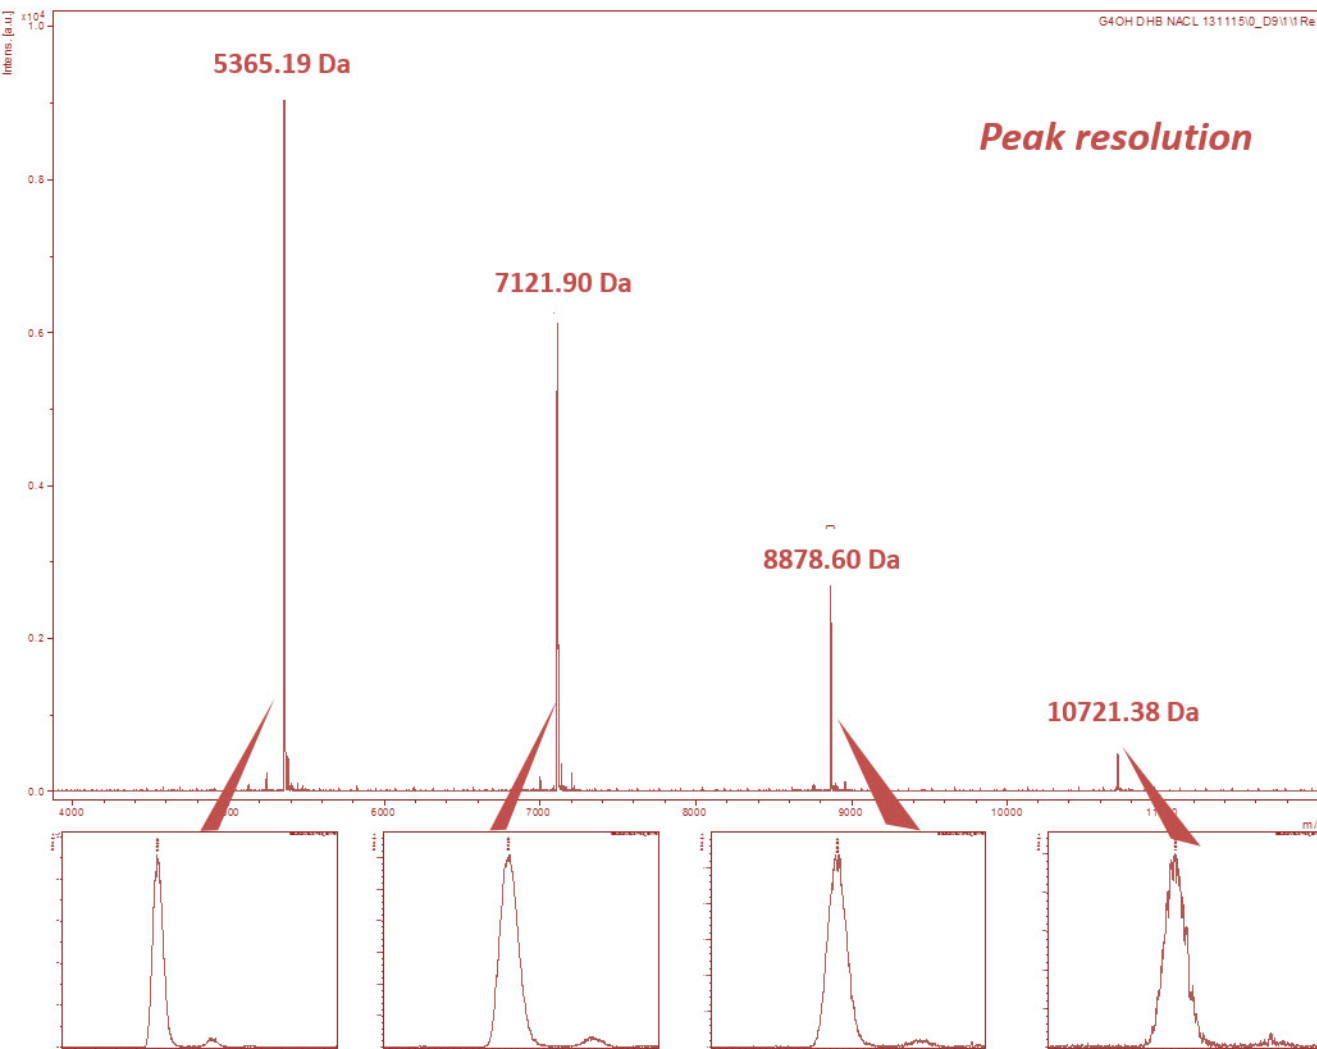 Intens. [a.u.]
x10⁴
1.0
G4OH DHB NACL 131115\0_D9\1\1Re
5365.19 Da
Peak resolution
0.8
7121.90 Da
0.6
0.4
8878.60 Da
0.2
10721.38 Da
0.0
4000
6000
7000
8000
9000
10000
m/